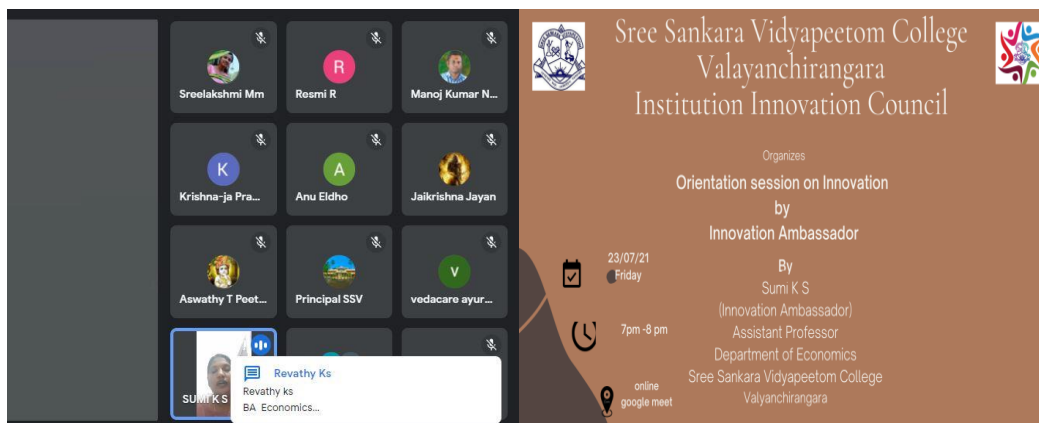 Sreelakshmi Mm
R
Resmi R
Manoj Kumar N...
K
Krishna-ja Pra...
A
Anu Eldho
Jaikrishna Jayan
Aswathy T Peet...
Principal SSV
v
vedacare ayur...
SUMI K S
Revathy Ks
Revathy ks
BA Economics...
Sree Sankara Vidyapeetom College
Valayanchirangara
Institution Innovation Council
Organizes
Orientation session on Innovation
by
Innovation Ambassador
23/07/21
Friday
7pm -8 pm
online
google meet
By
Sumi K S
(Innovation Ambassador)
Assistant Professor
Department of Economics
Sree Sankara Vidyapeetom College
Valyanchirangara